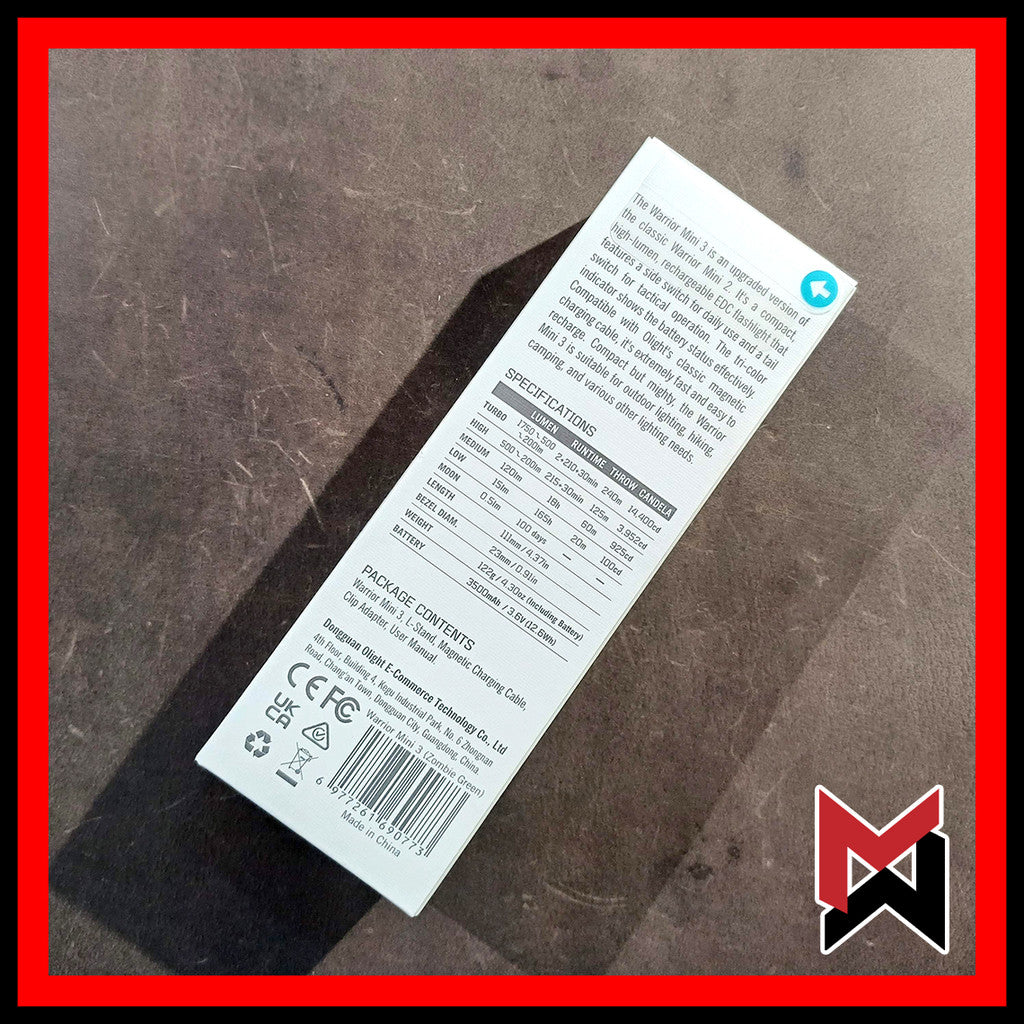 The Warrior Mini 3 is an upgraded version of
the classic Warrior Mini 2. It's a compact,
high-lumen, rechargeable EDC flashlight that
features a side switch for daily use and a tail
switch for tactical operation. The tri-color
indicator shows the battery status effectively.
Compatible with Olight's classic magnetic
charging cable, it's extremely fast and easy to
recharge. Compact but mighty, the Warrior
Mini 3 is suitable for outdoor lighting, hiking,
camping, and various other lighting needs.
SPECIFICATIONS
LUMEN RUNTIME THROW CANDELA
TURBO 1750~500~200lm 2+210+30min 240m 14,400cd
HIGH 500~200lm 215+30min 125m 3,952cd
MEDIUM 120lm 18h 60m 925cd
LOW 15lm 165h 20m 100cd
MOON 0.5lm 100 days — —
LENGTH 111mm / 4.37in
BEZEL DIAM. 23mm / 0.91in
WEIGHT 122g / 4.30oz (Including Battery)
BATTERY 3500mAh / 3.6V (12.6Wh)
PACKAGE CONTENTS
Warrior Mini 3, L-Stand, Magnetic Charging Cable,
Clip Adapter, User Manual
Dongguan Olight E-Commerce Technology Co., Ltd
4th Floor, Building 4, Kegu Industrial Park, No. 6 Zhongnan
Road, Chang'an Town, Dongguan City, Guangdong, China.
CE FC
UK CA
Warrior Mini 3 (Zombie Green)
6 977261 690773
Made in China